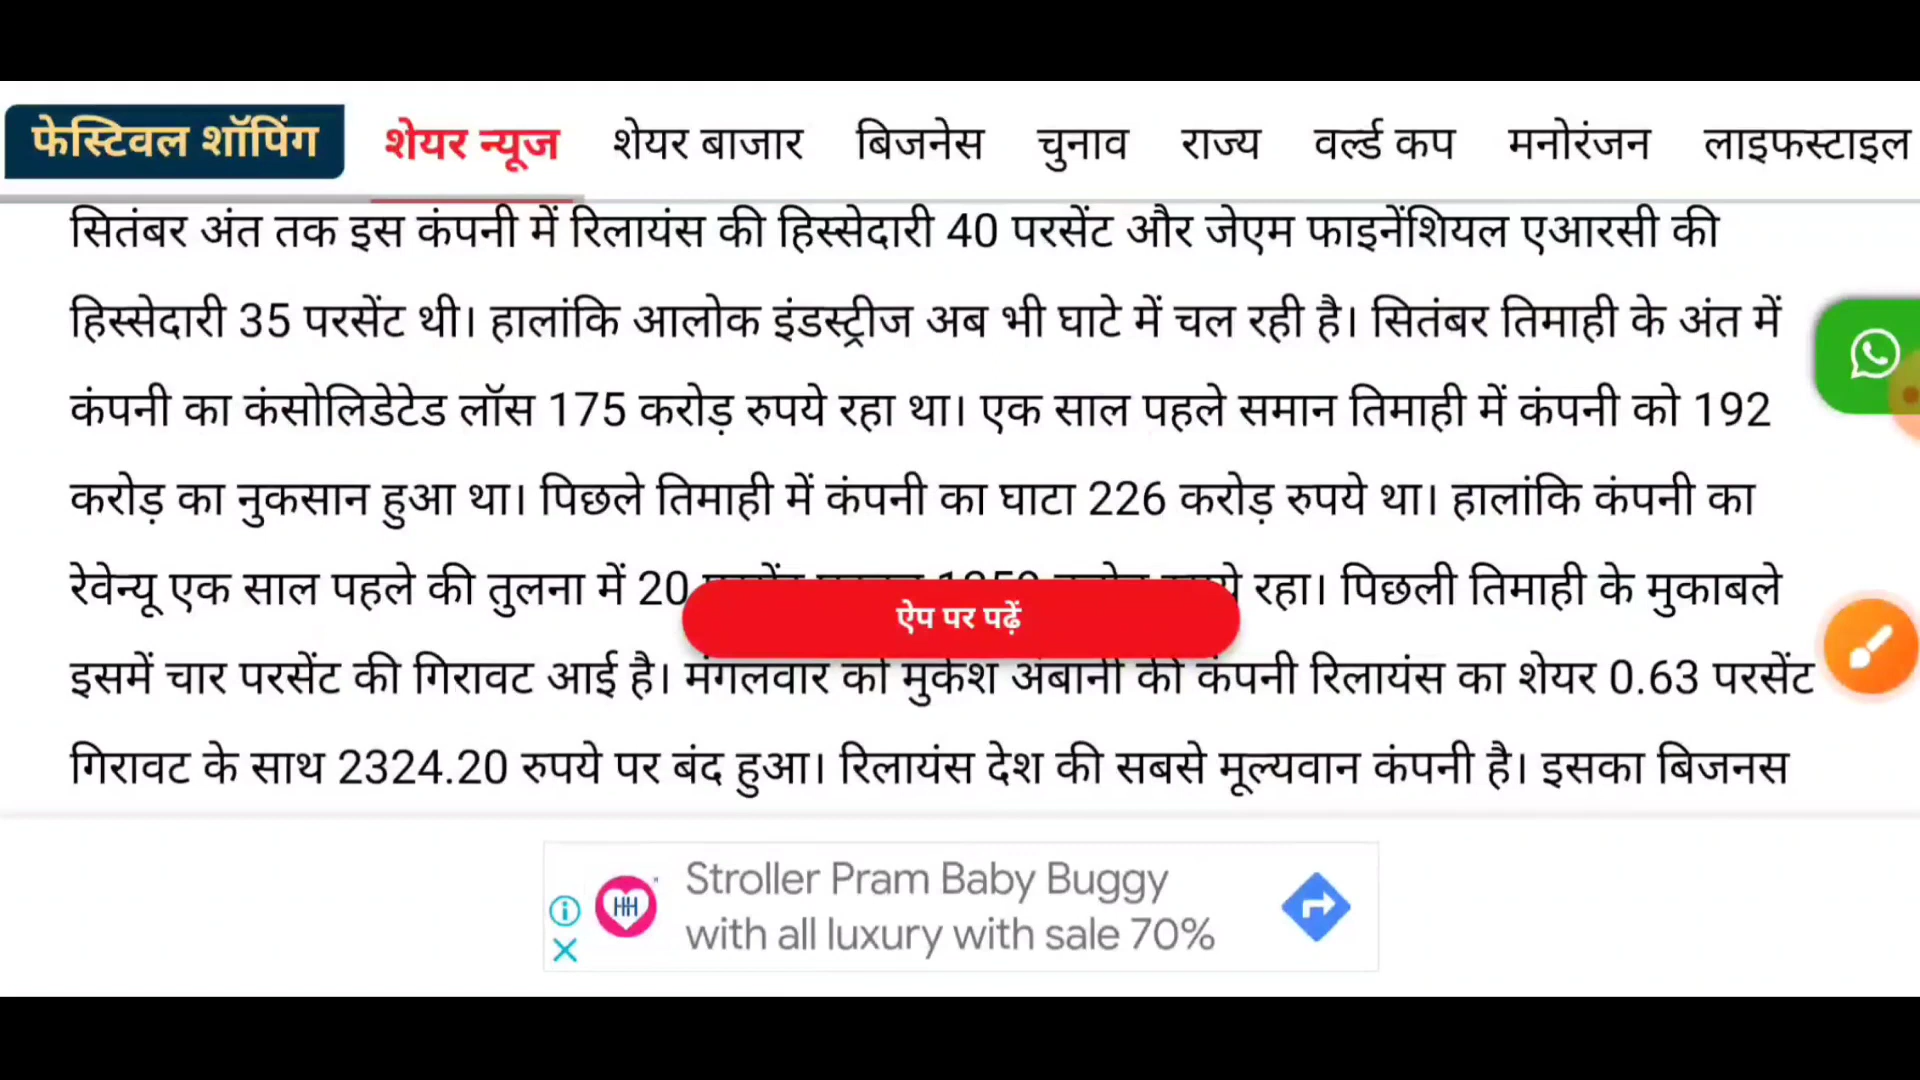 फेस्टिवल शॉपिंग शेयर न्यूज शेयर बाजार बिजनेस चुनाव राज्य वर्ल्ड कप मनोरंजन लाइफस्टाइल
सितंबर अंत तक इस कंपनी में रिलायंस की हिस्सेदारी 40 परसेंट और जेएम फाइनेंशियल एआरसी की
हिस्सेदारी 35 परसेंट थी। हालांकि आलोक इंडस्ट्रीज अब भी घाटे में चल रही है। सितंबर तिमाही के अंत में
कंपनी का कंसोलिडेटेड लॉस 175 करोड़ रुपये रहा था। एक साल पहले समान तिमाही में कंपनी को 192
करोड़ का नुकसान हुआ था। पिछले तिमाही में कंपनी का घाटा 226 करोड़ रुपये था। हालांकि कंपनी का
रेवेन्यू एक साल पहले की तुलना में 20 रहा। पिछली तिमाही के मुकाबले
ऐप पर पढ़ें
इसमें चार परसेंट की गिरावट आई है। मंगलवार को मुकेश अंबानी की कंपनी रिलायंस का शेयर 0.63 परसेंट
गिरावट के साथ 2324.20 रुपये पर बंद हुआ। रिलायंस देश की सबसे मूल्यवान कंपनी है। इसका बिजनस
Stroller Pram Baby Buggy
with all luxury with sale 70%